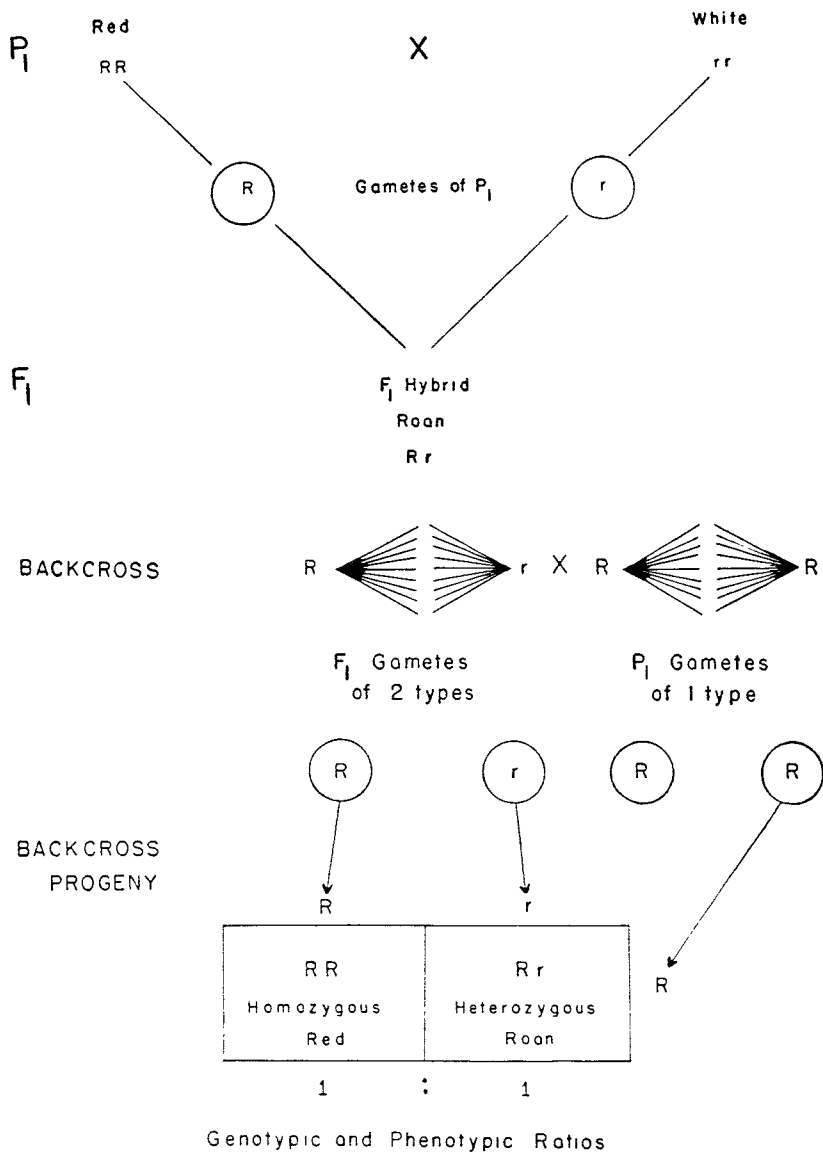 Red White
P1 X
RR rr
R Gametes of P1 r
F1 F1 Hybrid
Roan
Rr
BACKCROSS R r X R R
F1 Gametes P1 Gametes
of 2 types of 1 type
R r R R
BACKCROSS
PROGENY
R r
RR Rr R
Homozygous Heterozygous
Red Roan
1 : 1
Genotypic and Phenotypic Ratios